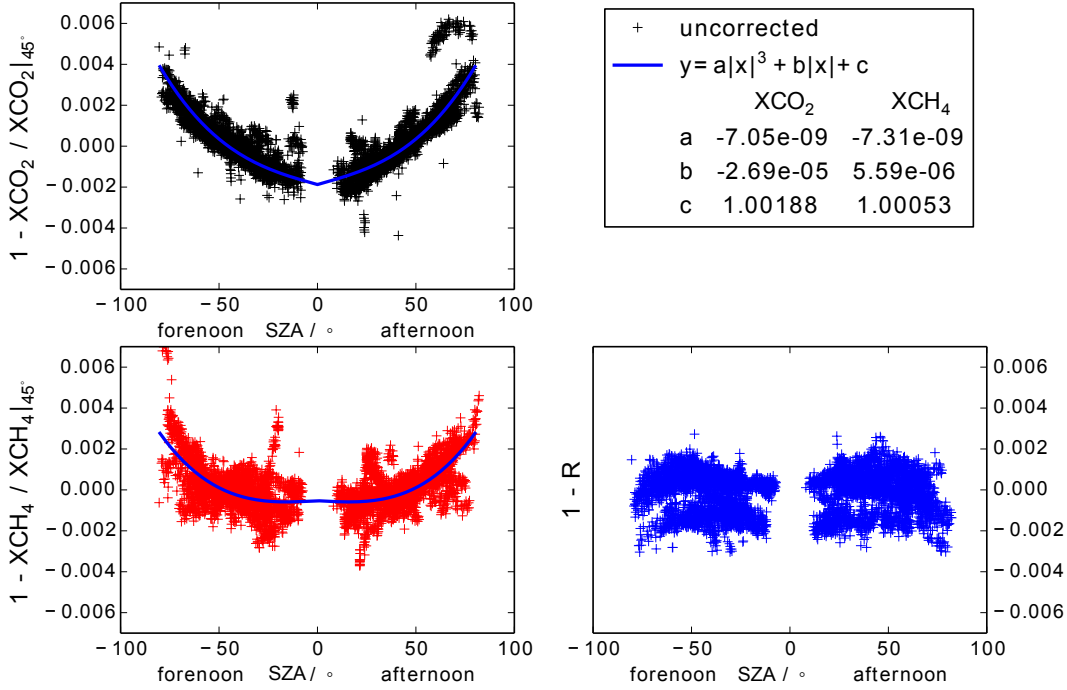 0.006
0.004
0.002
0.000
−0.002
−0.004
−0.006
1 - XCO₂ / XCO₂|₄₅°
−100 −50 0 50 100
forenoon SZA / ° afternoon
+ uncorrected
y= a|x|³ + b|x|+ c
XCO₂ XCH₄
a -7.05e-09 -7.31e-09
b -2.69e-05 5.59e-06
c 1.00188 1.00053
0.006
0.004
0.002
0.000
−0.002
−0.004
−0.006
1 - XCH₄ / XCH₄|₄₅°
−100 −50 0 50 100
forenoon SZA / ° afternoon
1 - R
0.006
0.004
0.002
0.000
−0.002
−0.004
−0.006
−100 −50 0 50 100
forenoon SZA / ° afternoon